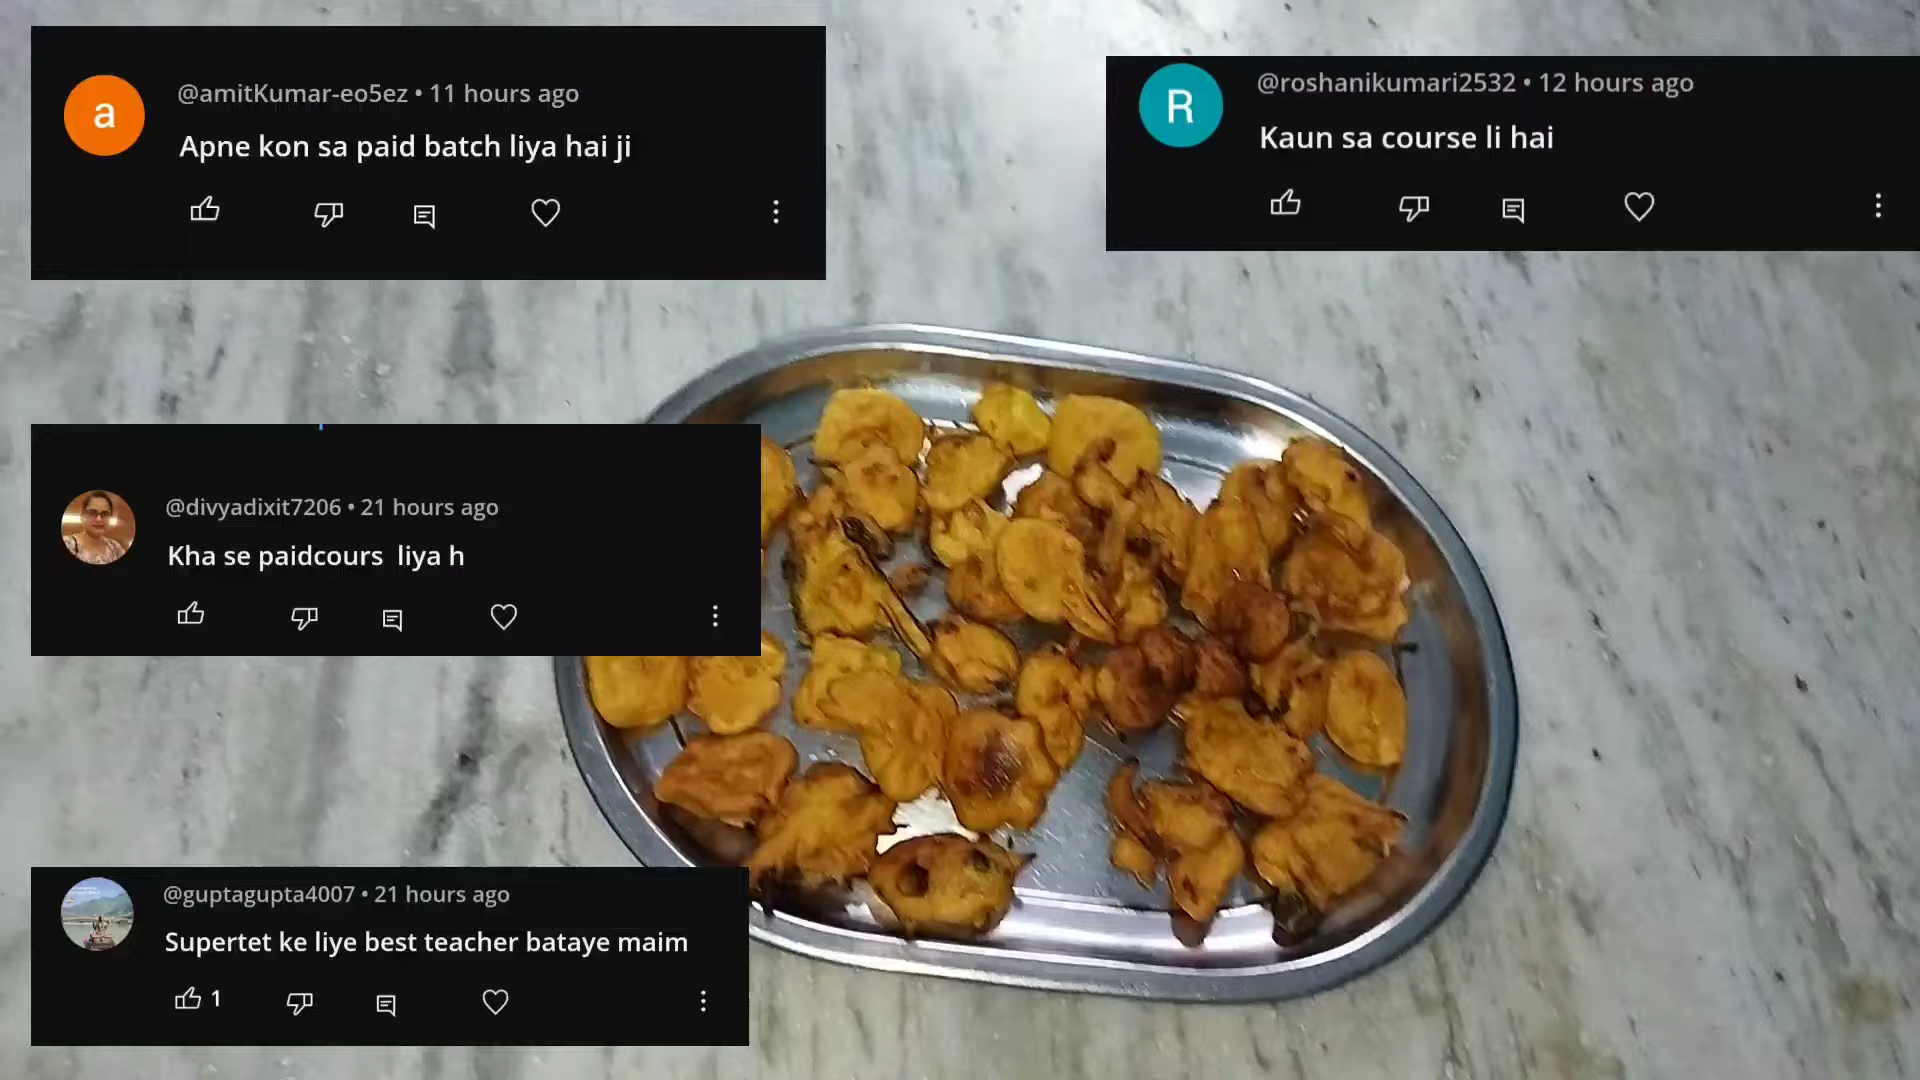 a
@amitKumar-eo5ez • 11 hours ago
Apne kon sa paid batch liya hai ji
R
@roshanikumari2532 • 12 hours ago
Kaun sa course li hai
@divyadixit7206 • 21 hours ago
Kha se paidcours liya h
@guptagupta4007 • 21 hours ago
Supertet ke liye best teacher bataye maim
1